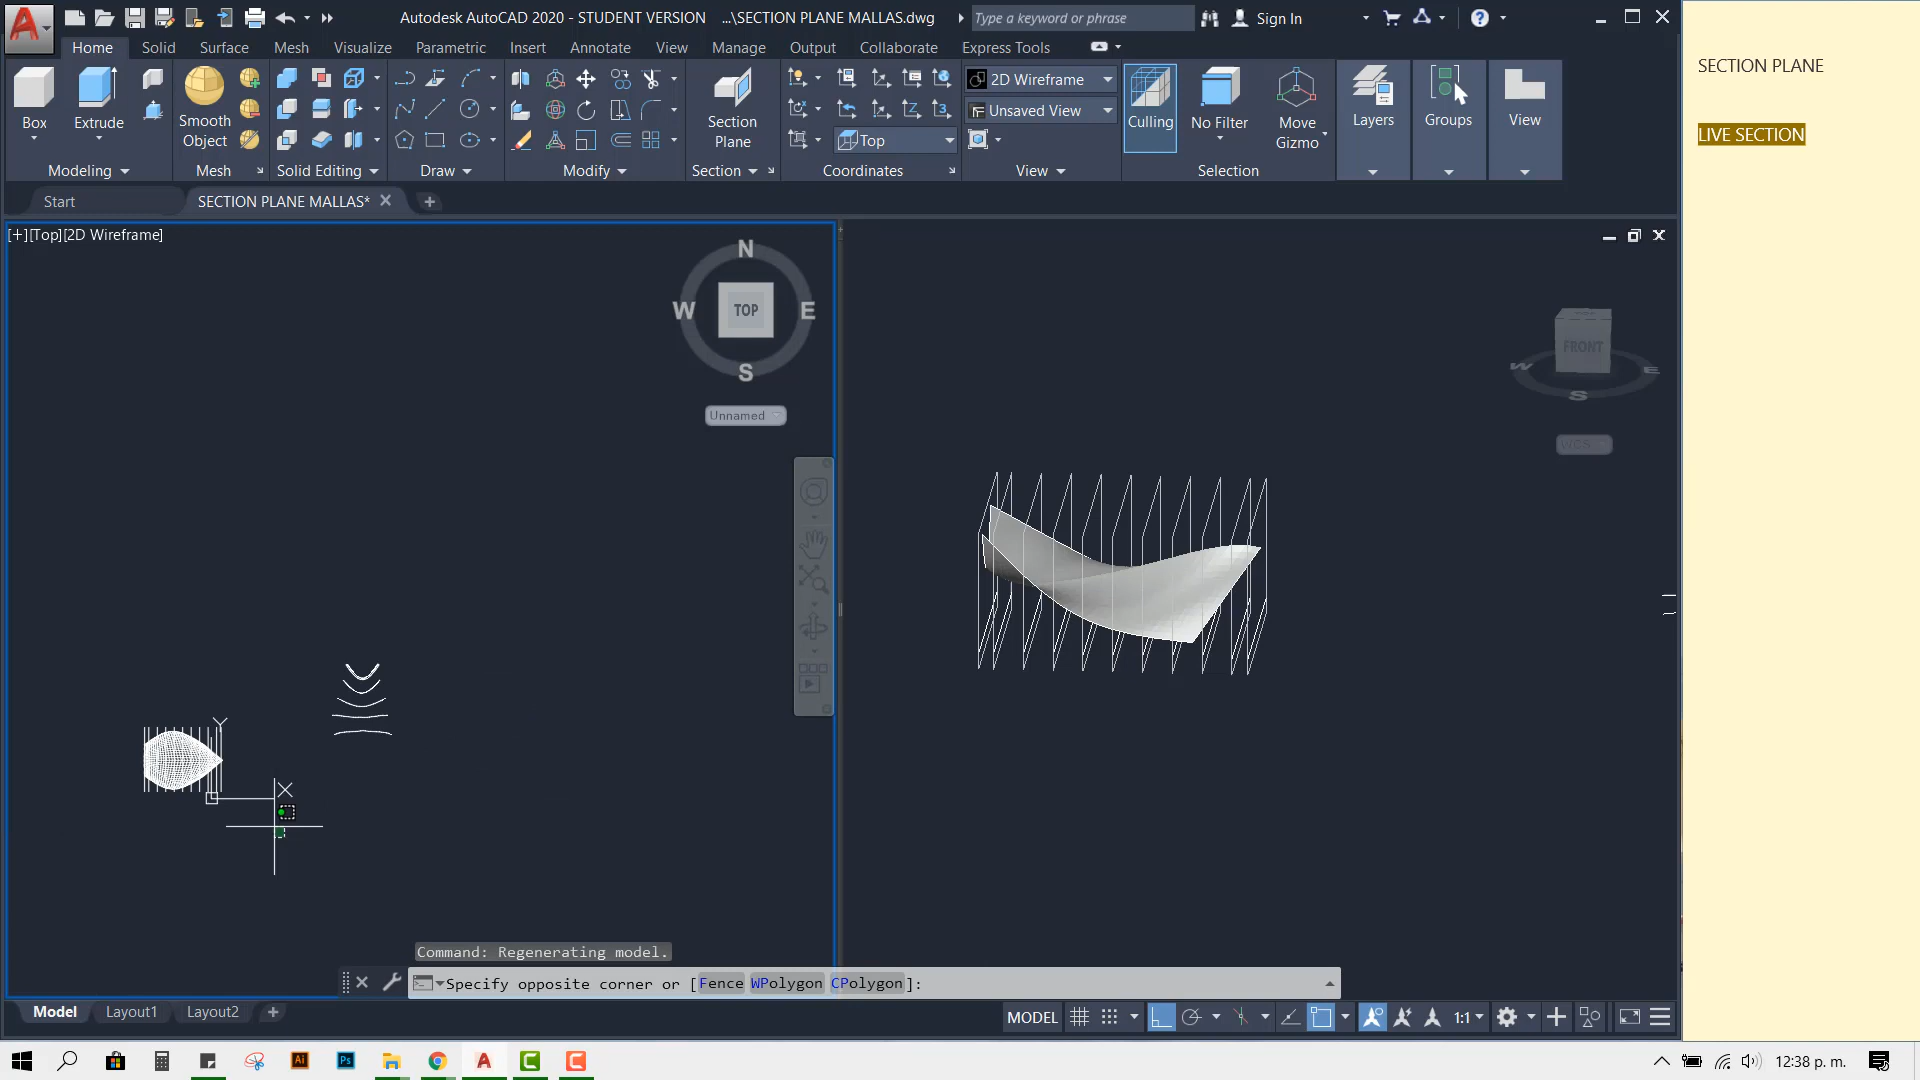 Autodesk AutoCAD 2020 - STUDENT VERSION ...\SECTION PLANE MALLAS.dwg
Type a keyword or phrase
Sign In
Home Solid Surface Mesh Visualize Parametric Insert Annotate View Manage Output Collaborate Express Tools
Box
Extrude
Modeling
Smooth
Object
Mesh
Solid Editing
Draw
Modify
Section
Plane
Section
Top
Coordinates
2D Wireframe
Unsaved View
View
Culling
No Filter
Move
Gizmo
Selection
Layers
Groups
View
Start
SECTION PLANE MALLAS*
[+][Top][2D Wireframe]
N
W
TOP
E
S
Unnamed
FRONT
W
E
S
WCS
Y
X
Command: Regenerating model.
Specify opposite corner or [Fence WPolygon CPolygon]:
Model Layout1 Layout2
MODEL
1:1
12:38 p. m.
SECTION PLANE
LIVE SECTION